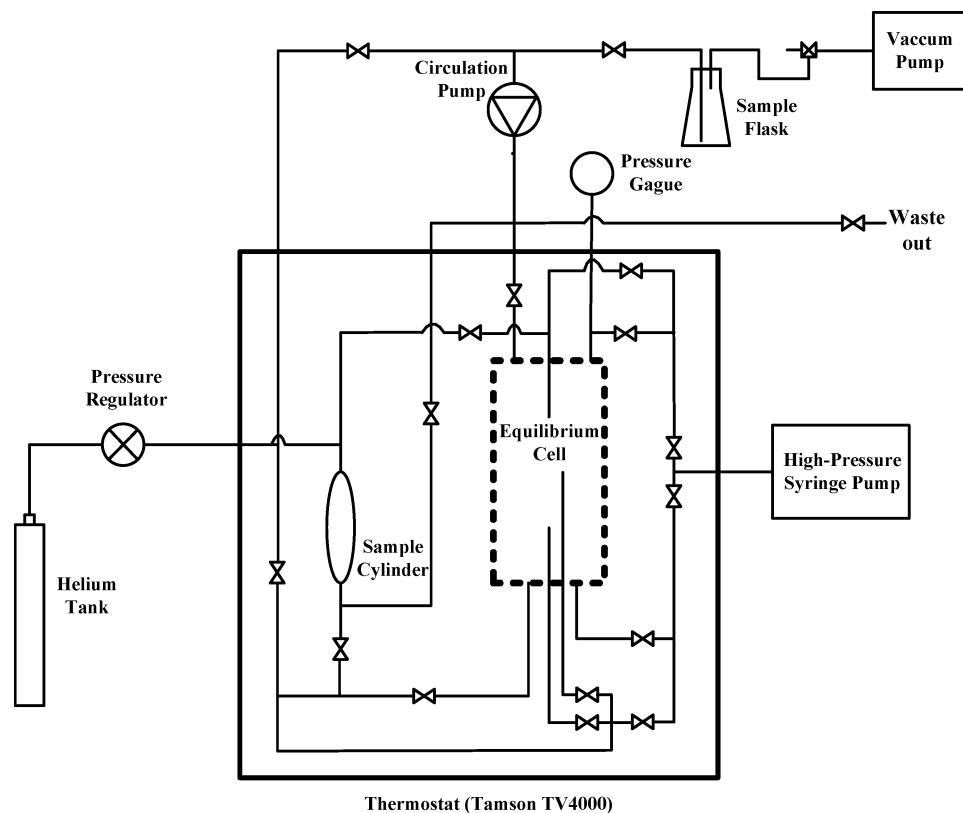 Vaccum
Pump
Circulation
Pump
Sample
Flask
Pressure
Gague
Waste
out
Pressure
Regulator
Equilibrium
Cell
High-Pressure
Syringe Pump
Sample
Cylinder
Helium
Tank
Thermostat (Tamson TV4000)